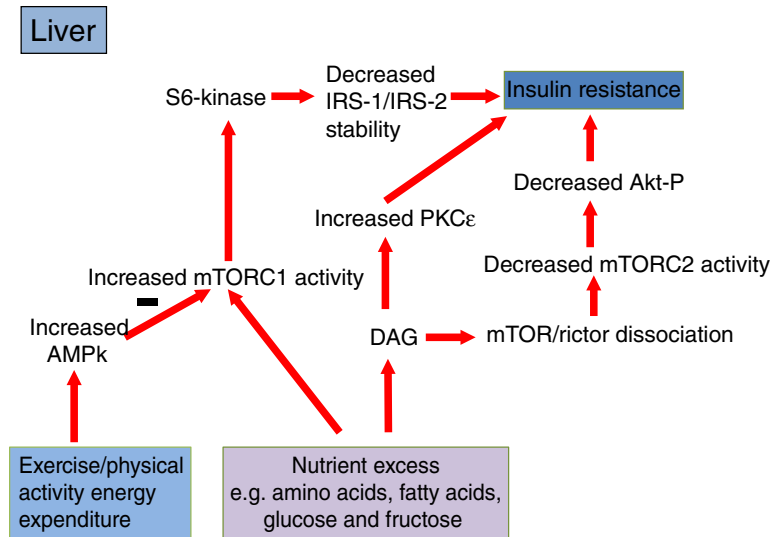 Liver
S6-kinase
Decreased
IRS-1/IRS-2
stability
Insulin resistance
Decreased Akt-P
Increased PKCε
Increased mTORC1 activity
Decreased mTORC2 activity
Increased
AMPk
DAG
mTOR/rictor dissociation
Exercise/physical
activity energy
expenditure
Nutrient excess
e.g. amino acids, fatty acids,
glucose and fructose